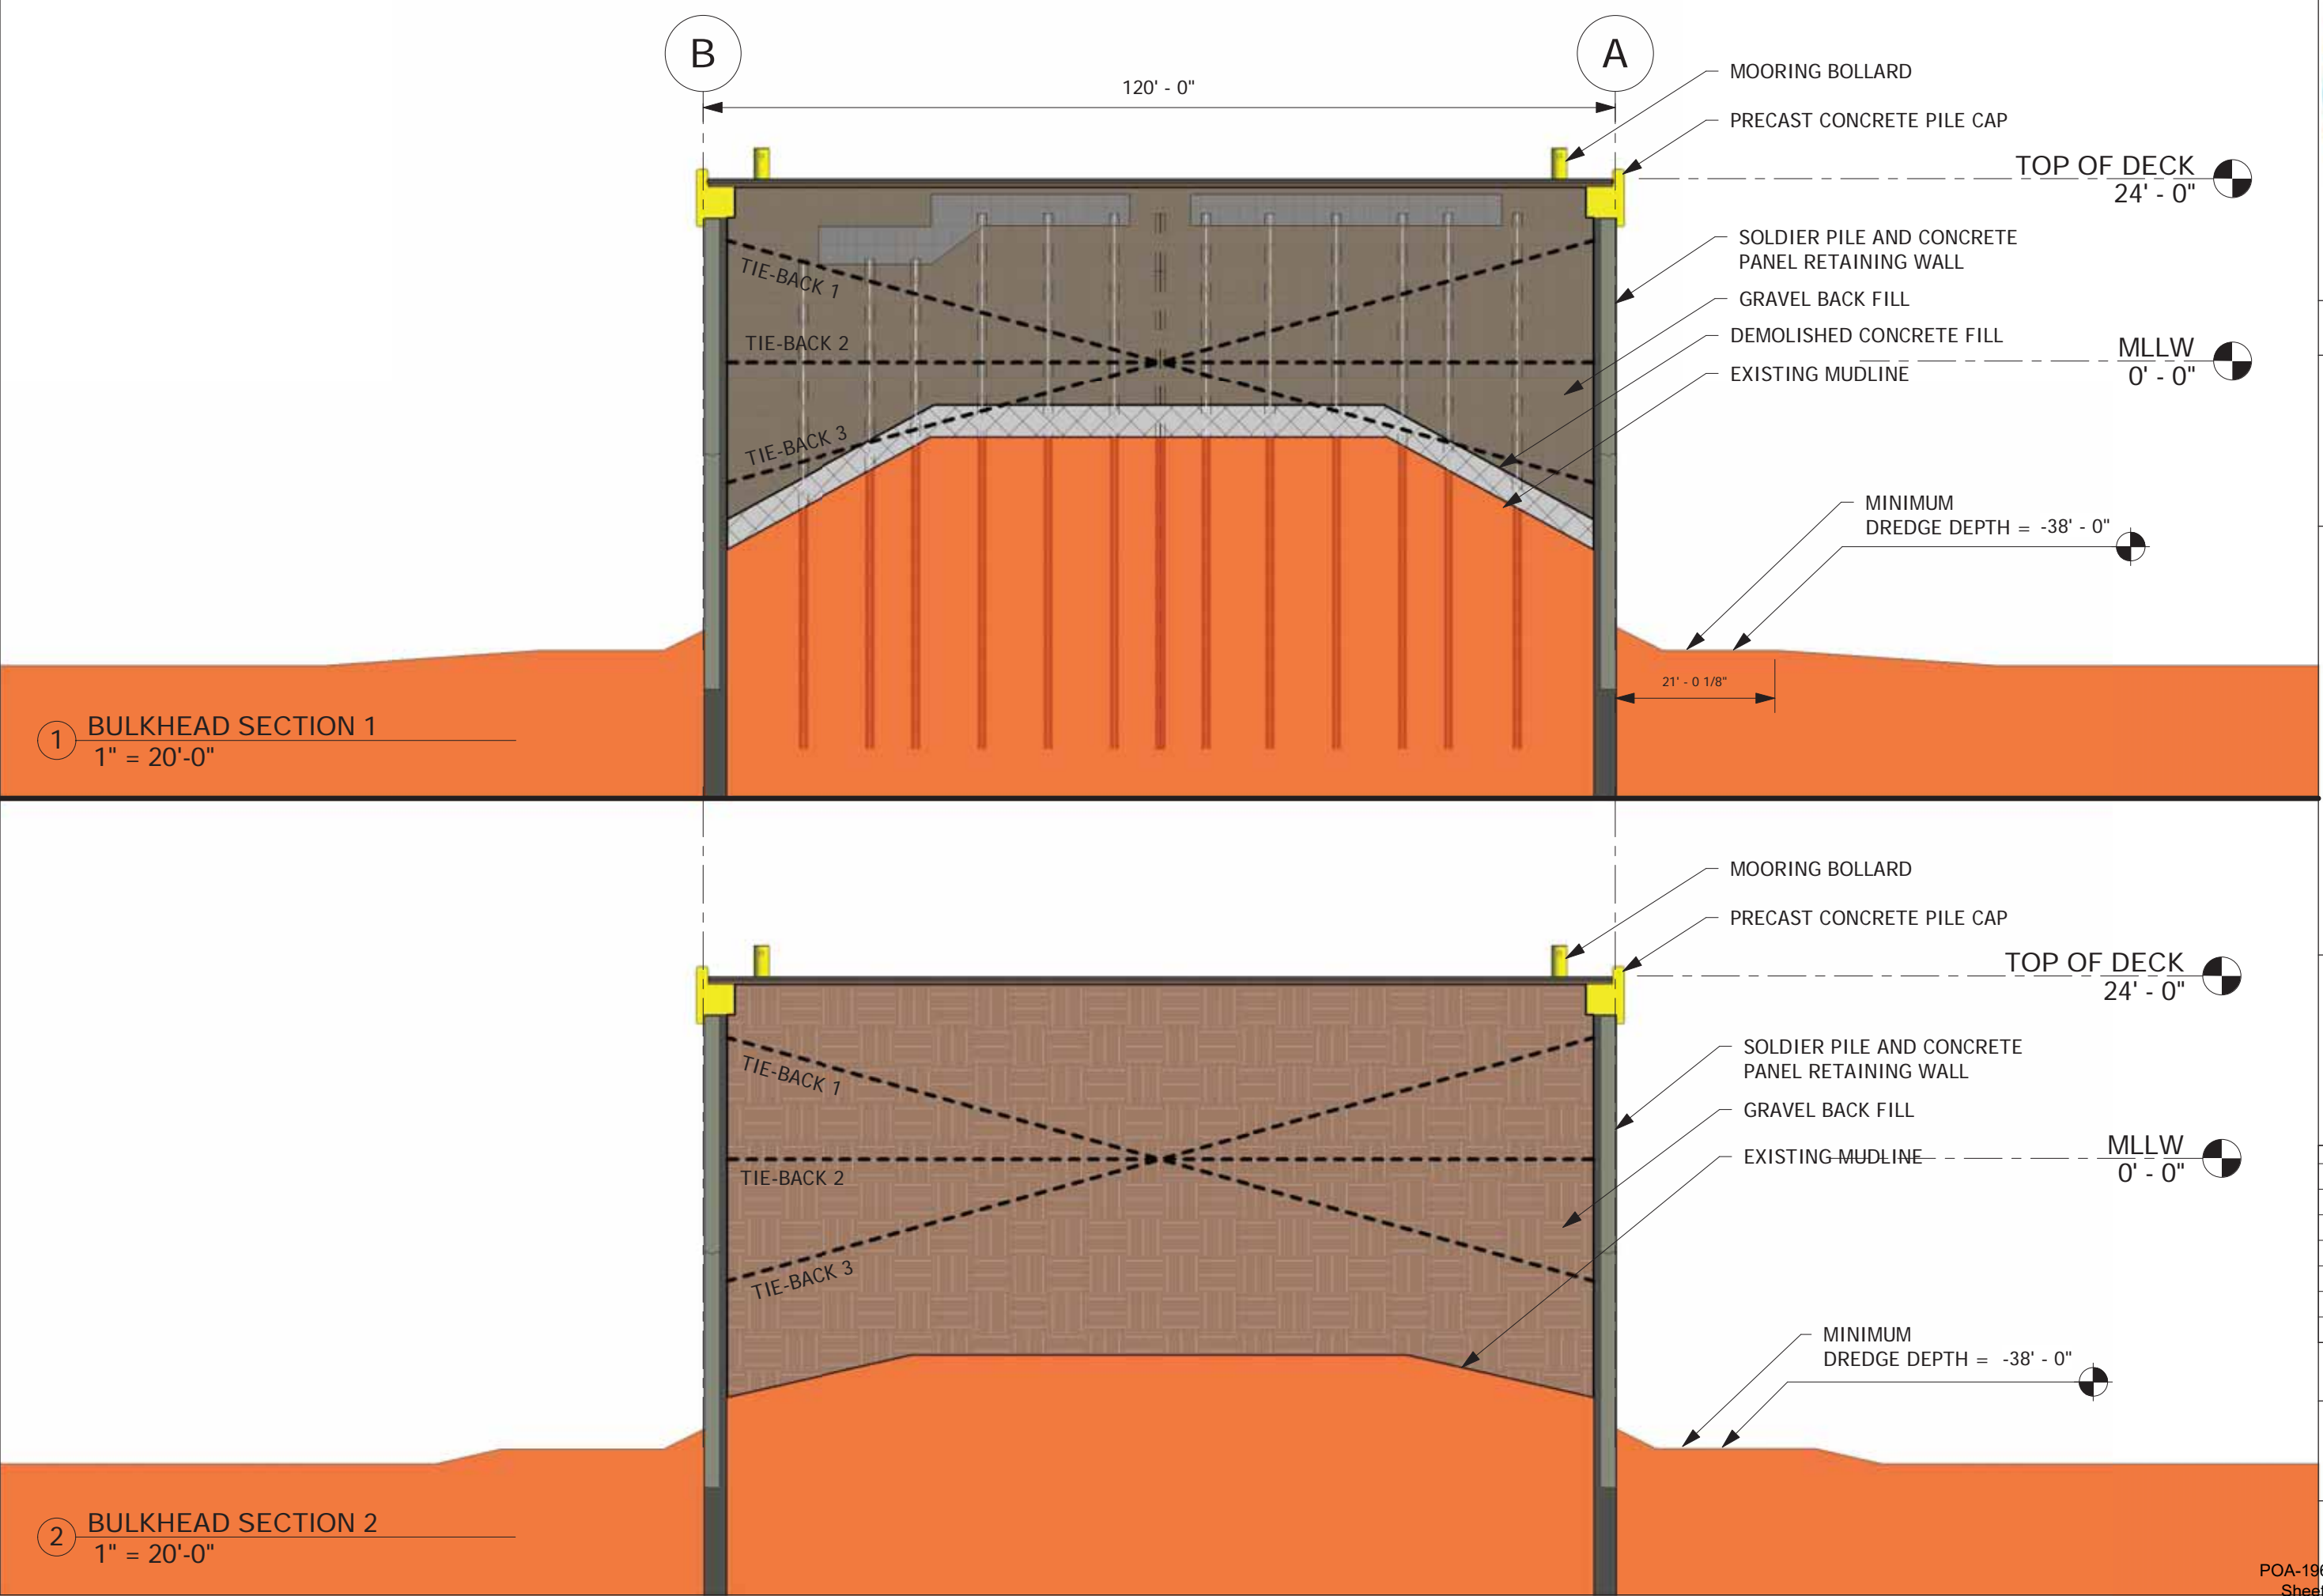 B
A
120' - 0"
MOORING BOLLARD
PRECAST CONCRETE PILE CAP
TOP OF DECK
24' - 0"
SOLDIER PILE AND CONCRETE
PANEL RETAINING WALL
GRAVEL BACK FILL
DEMOLISHED CONCRETE FILL
MLLW
0' - 0"
EXISTING MUDLINE
TIE-BACK 1
TIE-BACK 2
TIE-BACK 3
MINIMUM
DREDGE DEPTH = -38' - 0"
21' - 0 1/8"
1 BULKHEAD SECTION 1
1" = 20'-0"
MOORING BOLLARD
PRECAST CONCRETE PILE CAP
TOP OF DECK
24' - 0"
SOLDIER PILE AND CONCRETE
PANEL RETAINING WALL
GRAVEL BACK FILL
EXISTING MUDLINE
MLLW
0' - 0"
TIE-BACK 1
TIE-BACK 2
TIE-BACK 3
MINIMUM
DREDGE DEPTH = -38' - 0"
2 BULKHEAD SECTION 2
1" = 20'-0"